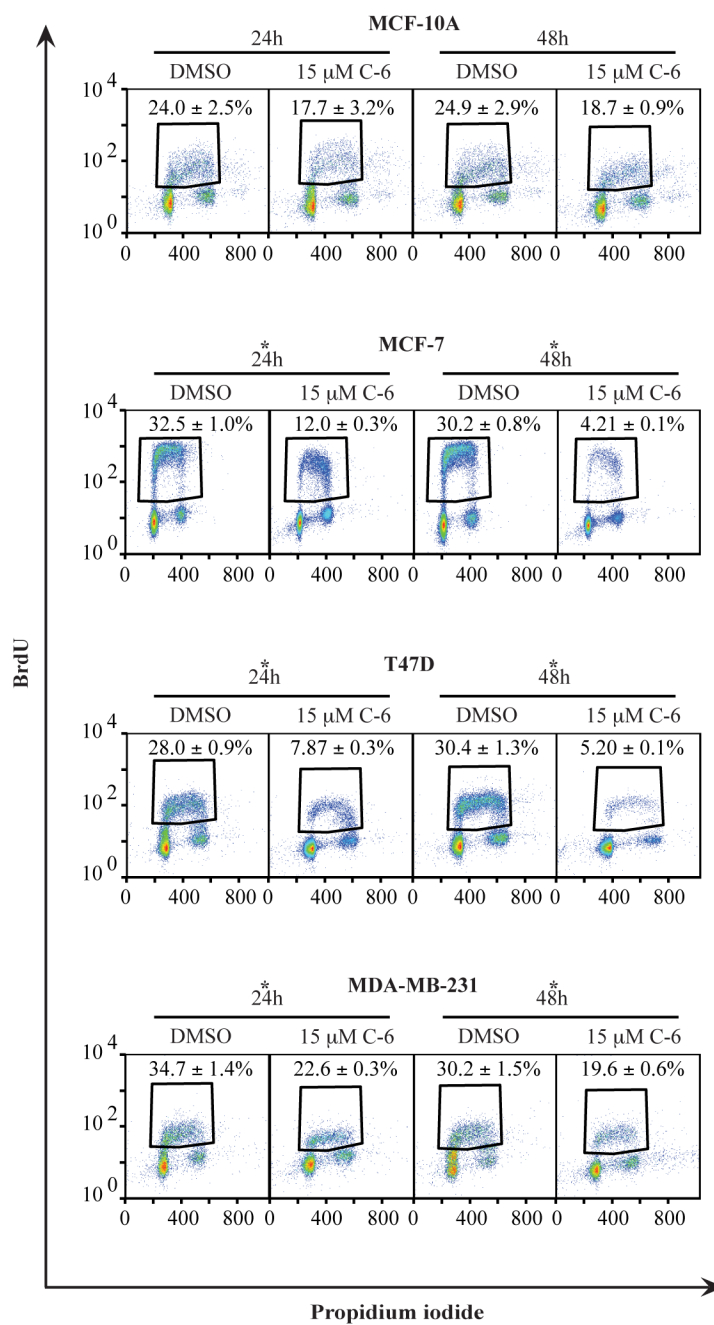 MCF-10A
24h 48h
DMSO 15 μM C-6 DMSO 15 μM C-6
24.0 ± 2.5% 17.7 ± 3.2% 24.9 ± 2.9% 18.7 ± 0.9%
10 4
10 2
10 0
0 400 800 0 400 800 0 400 800 0 400 800
MCF-7
* *
24h 48h
DMSO 15 μM C-6 DMSO 15 μM C-6
32.5 ± 1.0% 12.0 ± 0.3% 30.2 ± 0.8% 4.21 ± 0.1%
10 4
10 2
10 0
0 400 800 0 400 800 0 400 800 0 400 800
BrdU
T47D
* *
24h 48h
DMSO 15 μM C-6 DMSO 15 μM C-6
28.0 ± 0.9% 7.87 ± 0.3% 30.4 ± 1.3% 5.20 ± 0.1%
10 4
10 2
10 0
0 400 800 0 400 800 0 400 800 0 400 800
MDA-MB-231
* *
24h 48h
DMSO 15 μM C-6 DMSO 15 μM C-6
34.7 ± 1.4% 22.6 ± 0.3% 30.2 ± 1.5% 19.6 ± 0.6%
10 4
10 2
10 0
0 400 800 0 400 800 0 400 800 0 400 800
Propidium iodide